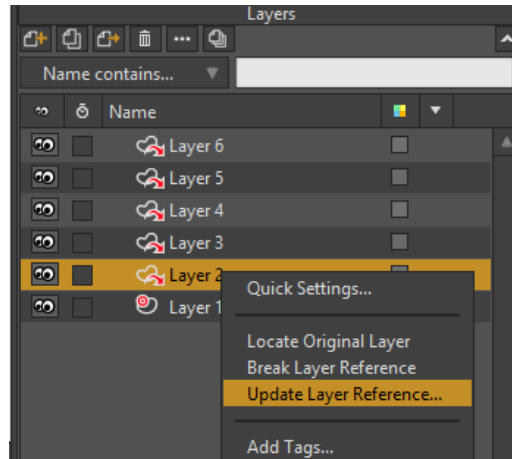 Layers
Name contains...
Name
Layer 6
Layer 5
Layer 4
Layer 3
Layer 2
Layer 1
Quick Settings...
Locate Original Layer
Break Layer Reference
Update Layer Reference...
Add Tags...